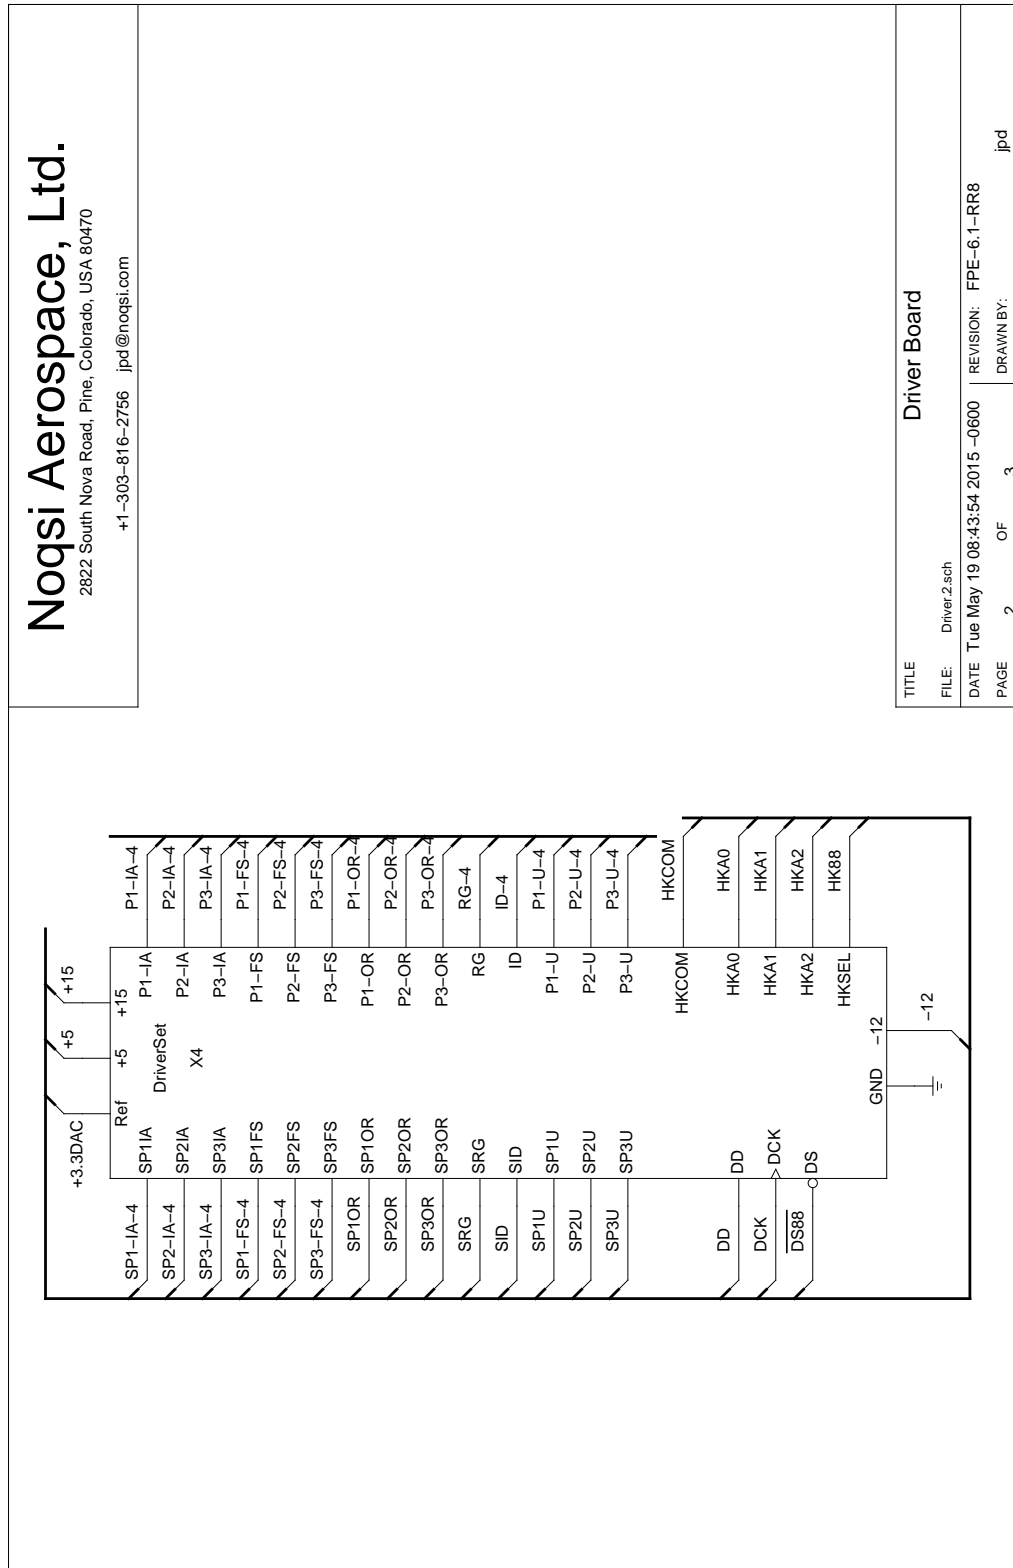 Noqsi Aerospace, Ltd.
2822 South Nova Road, Pine, Colorado, USA 80470
+1−303−816−2756 jpd@noqsi.com
+3.3DAC
+5
+15
Ref
+5
+15
DriverSet
X4
SP1−IA−4
SP1IA
P1−IA
P1−IA−4
SP2−IA−4
SP2IA
P2−IA
P2−IA−4
SP3−IA−4
SP3IA
P3−IA
P3−IA−4
SP1−FS−4
SP1FS
P1−FS
P1−FS−4
SP2−FS−4
SP2FS
P2−FS
P2−FS−4
SP3−FS−4
SP3FS
P3−FS
P3−FS−4
SP1OR
SP1OR
P1−OR
P1−OR−4
SP2OR
SP2OR
P2−OR
P2−OR−4
SP3OR
SP3OR
P3−OR
P3−OR−4
SRG
SRG
RG
RG−4
SID
SID
ID
ID−4
SP1U
SP1U
P1−U
P1−U−4
SP2U
SP2U
P2−U
P2−U−4
SP3U
SP3U
P3−U
P3−U−4
HKCOM
HKCOM
DD
DD
HKA0
HKA0
DCK
DCK
HKA1
HKA1
DS88
DS
HKA2
HKA2
HKSEL
HK88
GND
−12
−12
TITLE
Driver Board
FILE: Driver.2.sch
DATE Tue May 19 08:43:54 2015 −0600
REVISION: FPE−6.1−RR8
PAGE 2 OF 3
DRAWN BY: jpd